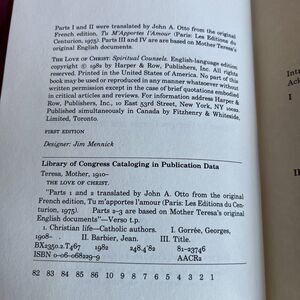 Parts I and II were translated by John A. Otto from the original
French edition, Tu M'Apportes l'Amour (Paris: Les Editions du
Centurion, 1975). Parts III and IV are based on Mother Teresa's
original English documents.
THE LOVE OF CHRIST: Spiritual Counsels. English-language edition
copyright © 1982 by Harper & Row, Publishers, Inc. All rights
reserved. Printed in the United States of America. No part of this
book may be used or reproduced in any manner whatsoever without
written permission except in the case of brief quotations embodied
in critical articles and reviews. For information address Harper &
Row, Publishers, Inc., 10 East 53rd Street, New York, NY 10022.
Published simultaneously in Canada by Fitzhenry & Whiteside,
Limited, Toronto.
FIRST EDITION
Designer: Jim Mennick
Library of Congress Cataloging in Publication Data
Teresa, Mother, 1910–
THE LOVE OF CHRIST.
"Parts 1 and 2 translated by John A. Otto from the original
French edition, Tu m'apportes l'amour (Paris: Les Editions du Cen-
turion, 1975). Parts 2–3 are based on Mother Teresa's original
English documents"—Verso t.p.
1. Christian life—Catholic authors. I. Gorrée, Georges,
1908– . II. Barbier, Jean. III. Title.
BX2350.2.T467 1982 248.4'82 81–23746
ISBN 0-06-068229-9 AACR2
82 83 84 85 86 10 9 8 7 6 5 4 3 2 1
Intr
Ack
I
II